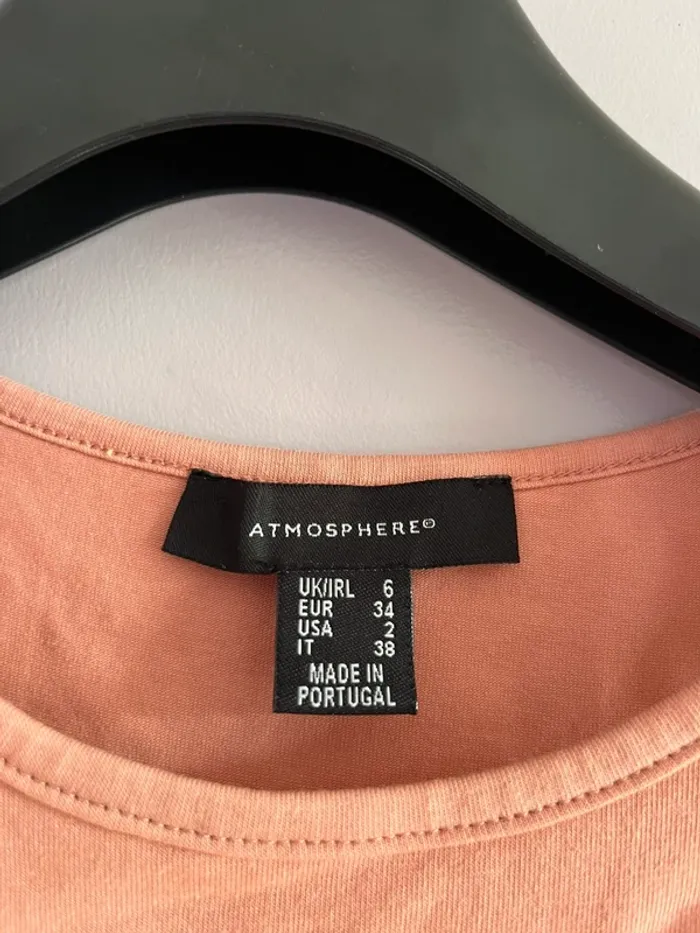 ATMOSPHERE®
UK/IRL 6
EUR 34
USA 2
IT 38
MADE IN
PORTUGAL